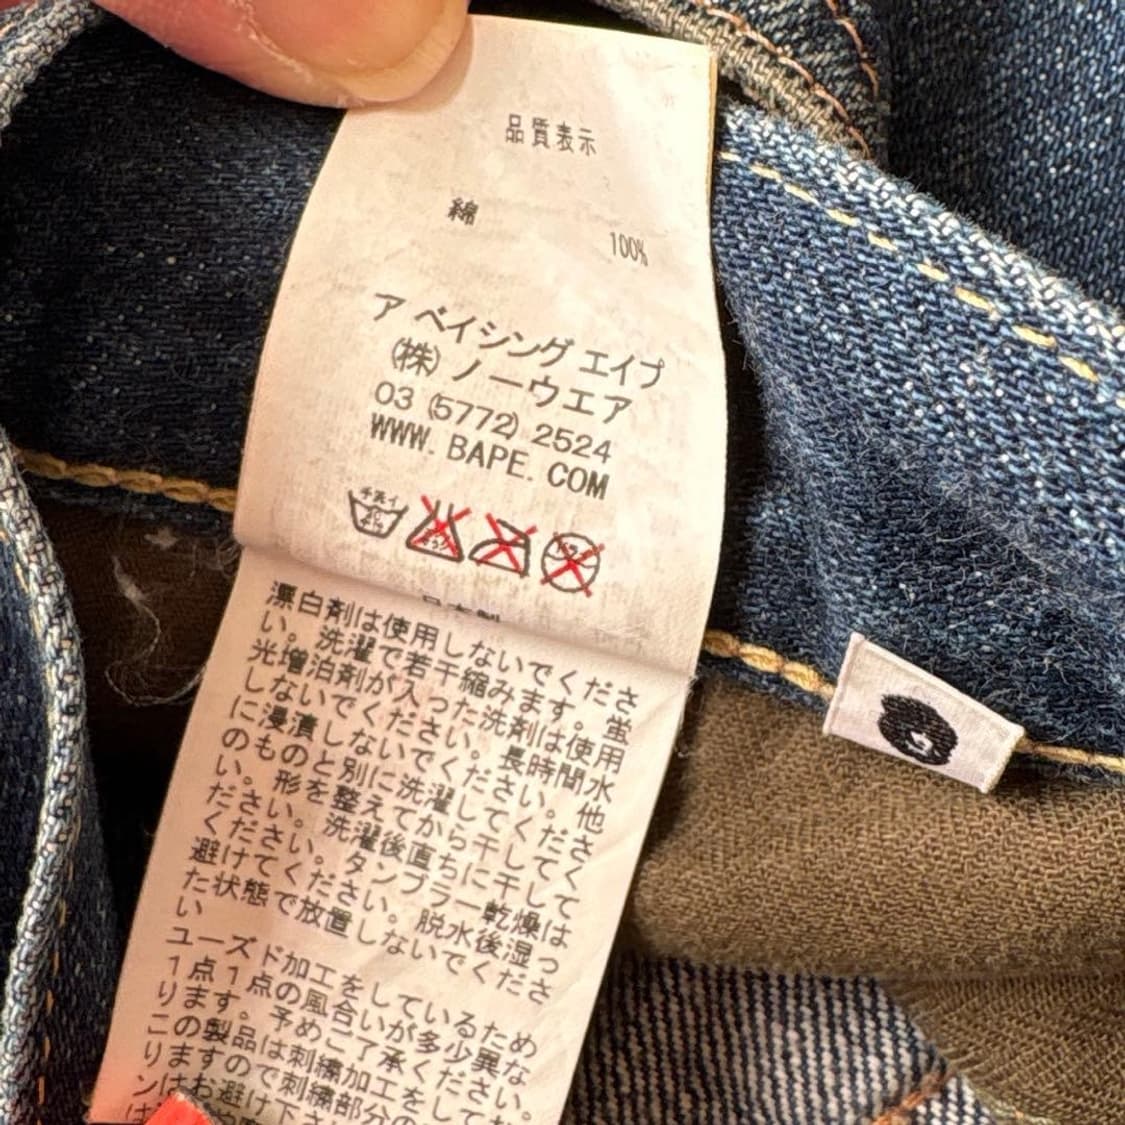 品質表示
綿
100%
ア ベイシング エイプ
(株) ノーウエア
03 (5772) 2524
WWW. BAPE. COM
手洗イ
漂白剤は使用しないでくださ
い。洗濯で若干縮みます。蛍
光増泊剤が入った洗剤は使用
しないでください。長時間水
に浸漬しないでください。他
のものと別に洗濯してくださ
い。形を整えてから干してく
ださい。洗濯後直ちに干して
ください。タンブラー乾燥は
避けてください。脱水後湿っ
た状態で放置しないでくださ
い
ユーズド加工をしているため
1点1点の風合いが多少異な
ります。予めご了承ください。
この製品は刺繍加工をしてお
りますので刺繍部分の
ンはお避け下さ